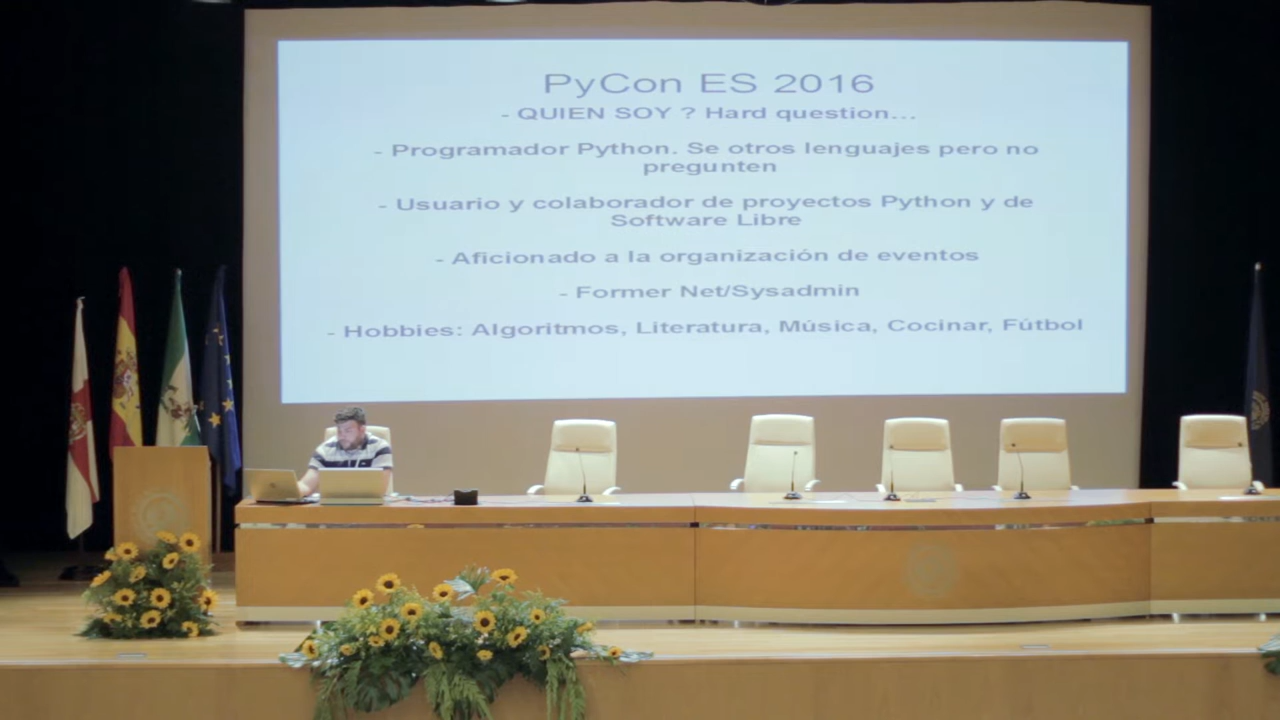 PyCon ES 2016
- QUIEN SOY ? Hard question...
- Programador Python. Se otros lenguajes pero no
pregunten
- Usuario y colaborador de proyectos Python y de
Software Libre
- Aficionado a la organización de eventos
- Former Net/Sysadmin
- Hobbies: Algoritmos, Literatura, Música, Cocinar, Fútbol